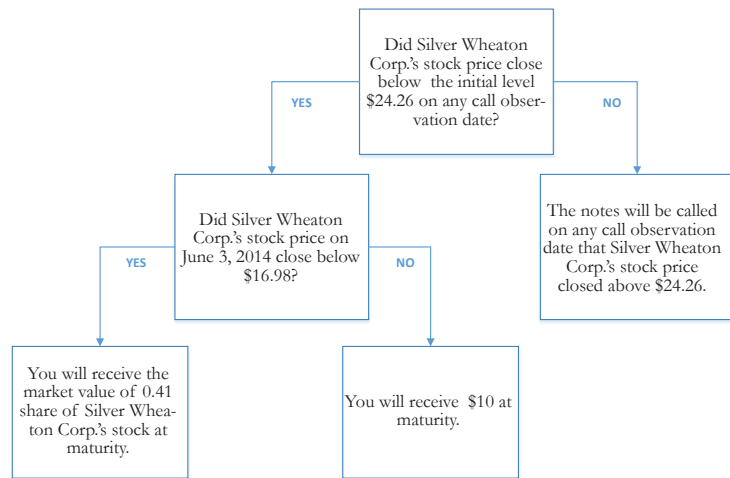 Did Silver Wheaton
Corp.'s stock price close
below the initial level
$24.26 on any call obser-
vation date?
YES
NO
Did Silver Wheaton
Corp.'s stock price on
June 3, 2014 close below
$16.98?
The notes will be called
on any call observation
date that Silver Wheaton
Corp.'s stock price
closed above $24.26.
YES
NO
You will receive the
market value of 0.41
share of Silver Whea-
ton Corp.'s stock at
maturity.
You will receive $10 at
maturity.